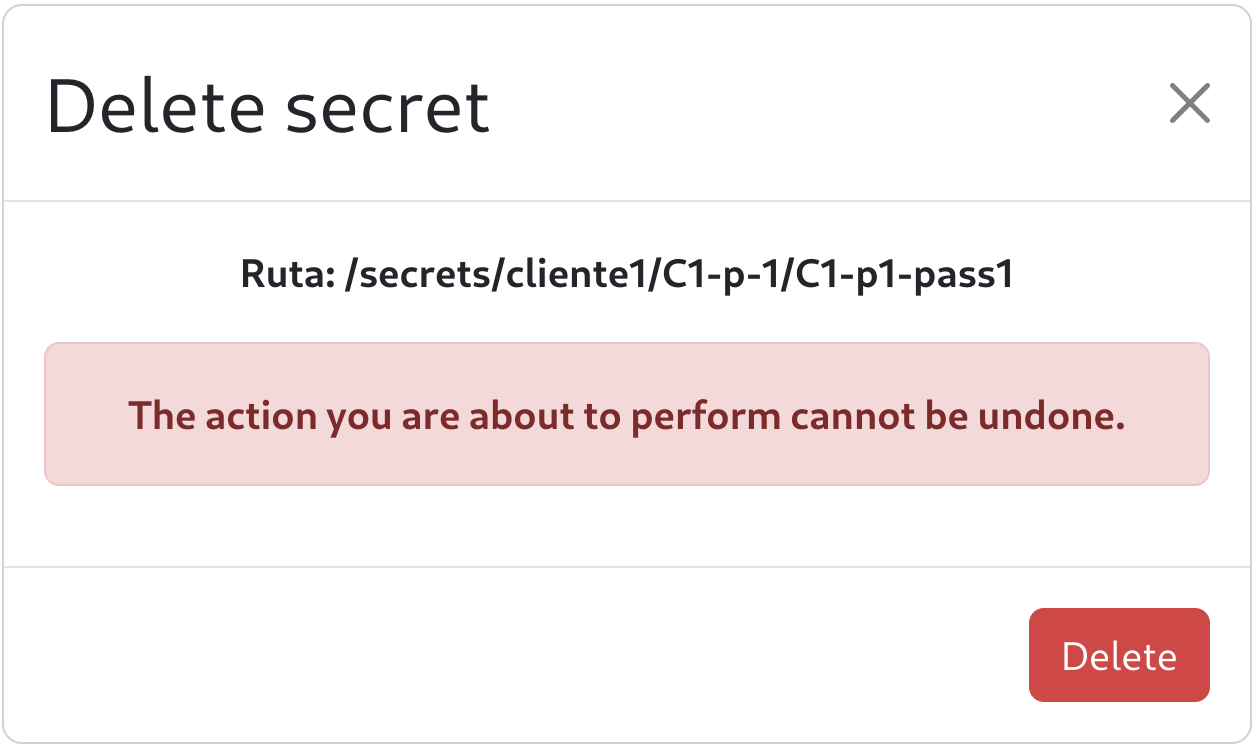 Delete secret
Ruta: /secrets/cliente1/C1-p-1/C1-p1-pass1
The action you are about to perform cannot be undone.
Delete